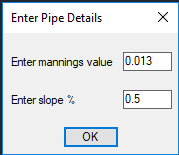 Enter Pipe Details
Enter mannings value 0.013
Enter slope % 0.5
OK